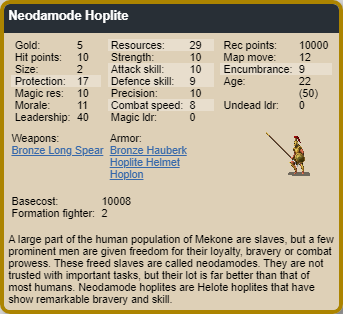 Neodamode Hoplite
Gold: 5 Resources: 29 Rec points: 10000
Hit points: 10 Strength: 10 Map move: 12
Size: 2 Attack skill: 10 Encumbrance: 9
Protection: 17 Defence skill: 9 Age: 22
Magic res: 10 Precision: 10 (50)
Morale: 11 Combat speed: 8 Undead ldr: 0
Leadership: 40 Magic ldr: 0
Weapons: Armor:
Bronze Long Spear Bronze Hauberk
Hoplite Helmet
Hoplon
Basecost: 10008
Formation fighter: 2
A large part of the human population of Mekone are slaves, but a few
prominent men are given freedom for their loyalty, bravery or combat
prowess. These freed slaves are called neodamodes. They are not
trusted with important tasks, but their lot is far better than that of
most humans. Neodamode hoplites are Helote hoplites that have
show remarkable bravery and skill.